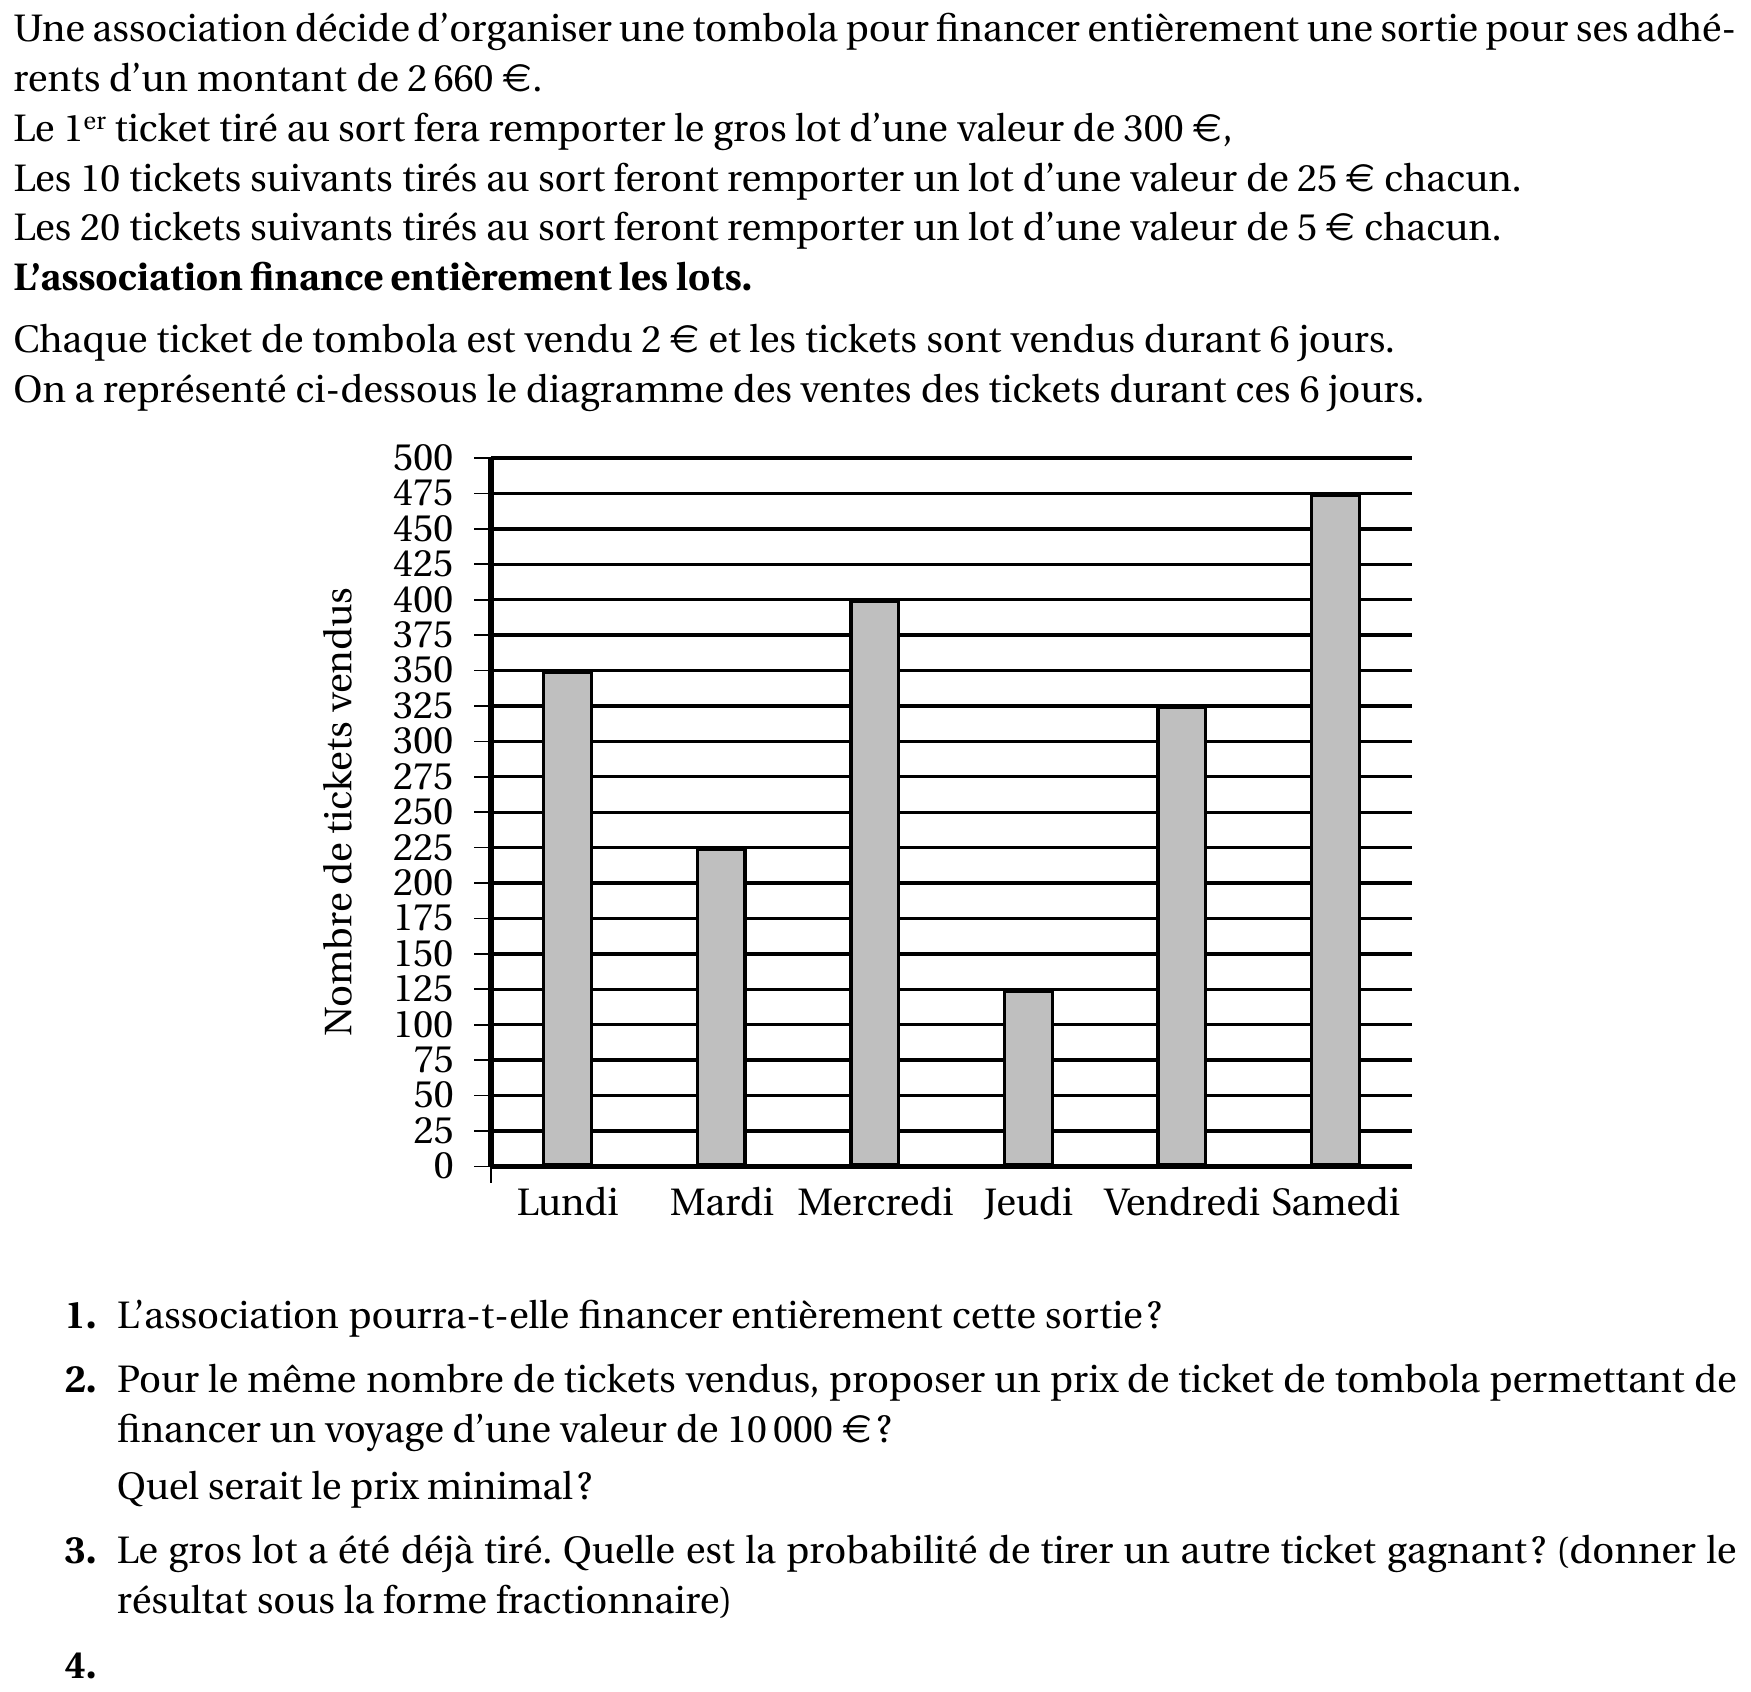 Une association décide d'organiser une tombola pour financer entièrement une sortie pour ses adhé-
rents d'un montant de 2 660 €.
Le 1er ticket tiré au sort fera remporter le gros lot d'une valeur de 300 €,
Les 10 tickets suivants tirés au sort feront remporter un lot d'une valeur de 25 € chacun.
Les 20 tickets suivants tirés au sort feront remporter un lot d'une valeur de 5 € chacun.
L'association finance entièrement les lots.
Chaque ticket de tombola est vendu 2 € et les tickets sont vendus durant 6 jours.
On a représenté ci-dessous le diagramme des ventes des tickets durant ces 6 jours.
Nombre de tickets vendus
500
475
450
425
400
375
350
325
300
275
250
225
200
175
150
125
100
75
50
25
0
Lundi Mardi Mercredi Jeudi Vendredi Samedi
1. L'association pourra-t-elle financer entièrement cette sortie ?
2. Pour le même nombre de tickets vendus, proposer un prix de ticket de tombola permettant de
financer un voyage d'une valeur de 10 000 € ?
Quel serait le prix minimal ?
3. Le gros lot a été déjà tiré. Quelle est la probabilité de tirer un autre ticket gagnant ? (donner le
résultat sous la forme fractionnaire)
4.